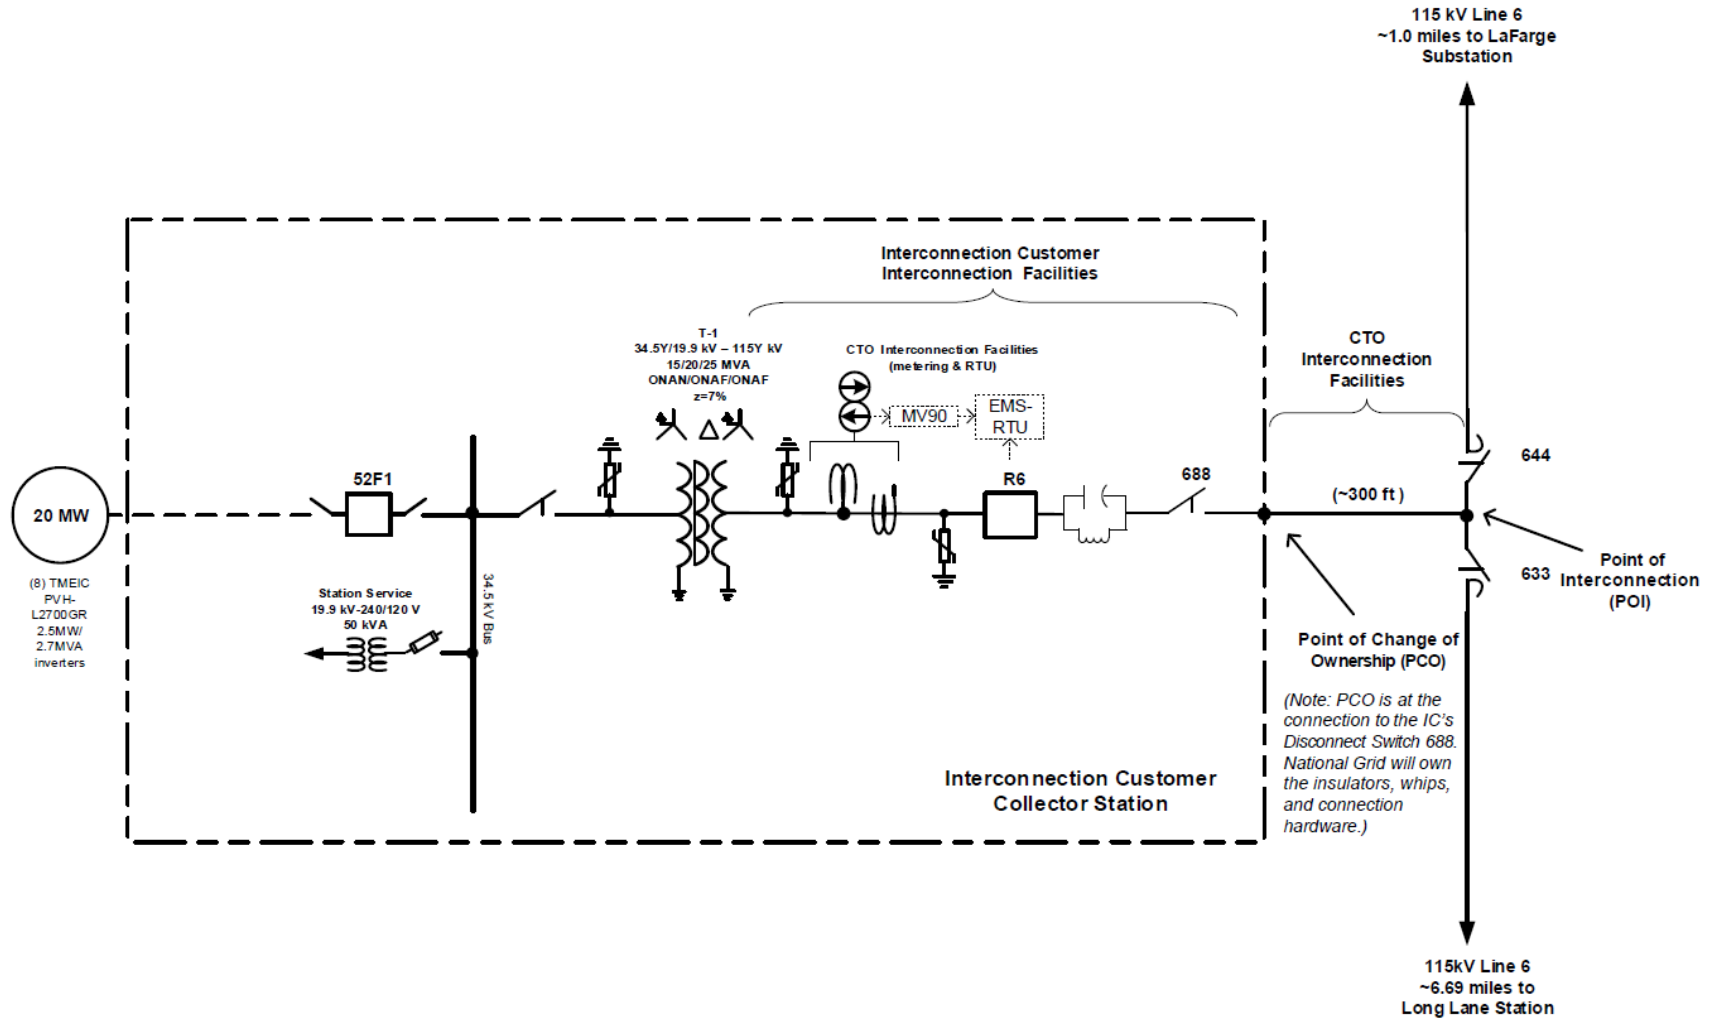 115 kV Line 6
~1.0 miles to LaFarge
Substation
Interconnection Customer
Interconnection Facilities
T-1
34.5Y/19.9 kV – 115Y kV
15/20/25 MVA
ONAN/ONAF/ONAF
z=7%
CTO Interconnection Facilities
(metering & RTU)
MV90
EMS-
RTU
CTO
Interconnection
Facilities
52F1
R6
688
644
(~300 ft )
20 MW
(8) TMEIC
PVH-
L2700GR
2.5MW/
2.7MVA
inverters
Station Service
19.9 kV-240/120 V
50 kVA
34.5 kV Bus
633
Point of
Interconnection
(POI)
Point of Change of
Ownership (PCO)
(Note: PCO is at the
connection to the IC's
Disconnect Switch 688.
National Grid will own
the insulators, whips,
and connection
hardware.)
Interconnection Customer
Collector Station
115kV Line 6
~6.69 miles to
Long Lane Station